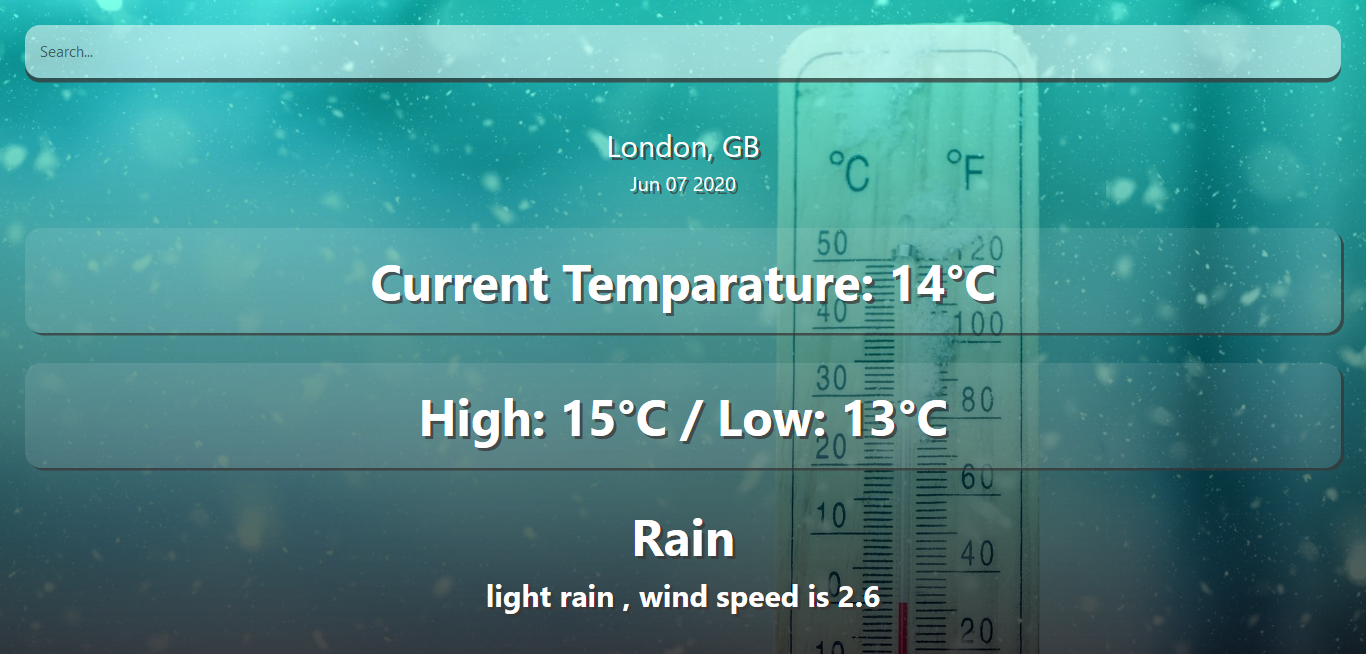 Search...
London, GB
Jun 07 2020
°C °F
50 120
Current Temparature: 14°C
40 100
30
80
High: 15°C / Low: 13°C
20
60
10
Rain
40
0
light rain , wind speed is 2.6
20
10